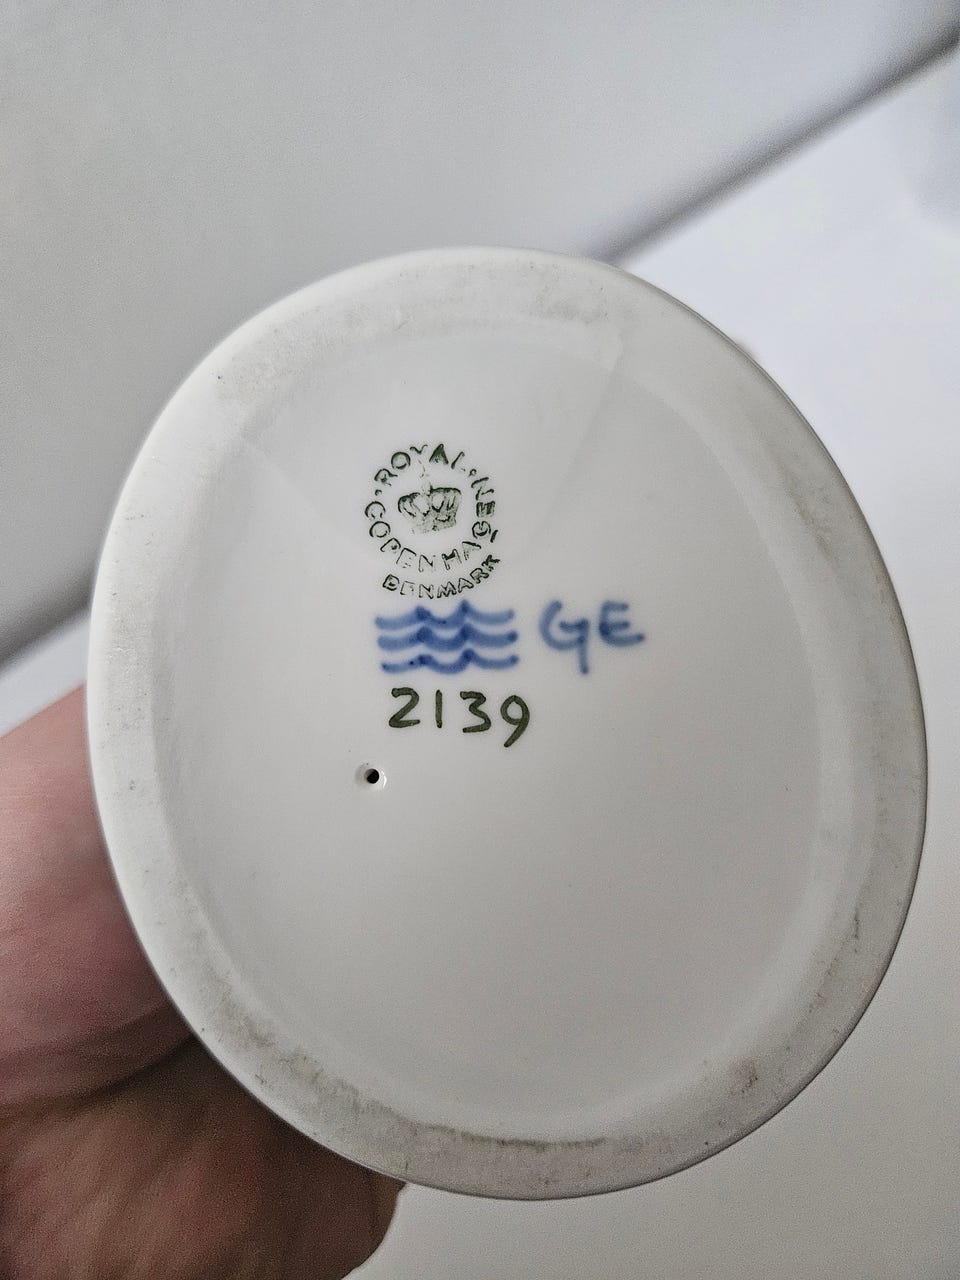 ROYAL
COPENHAGEN
DENMARK
GE
2139